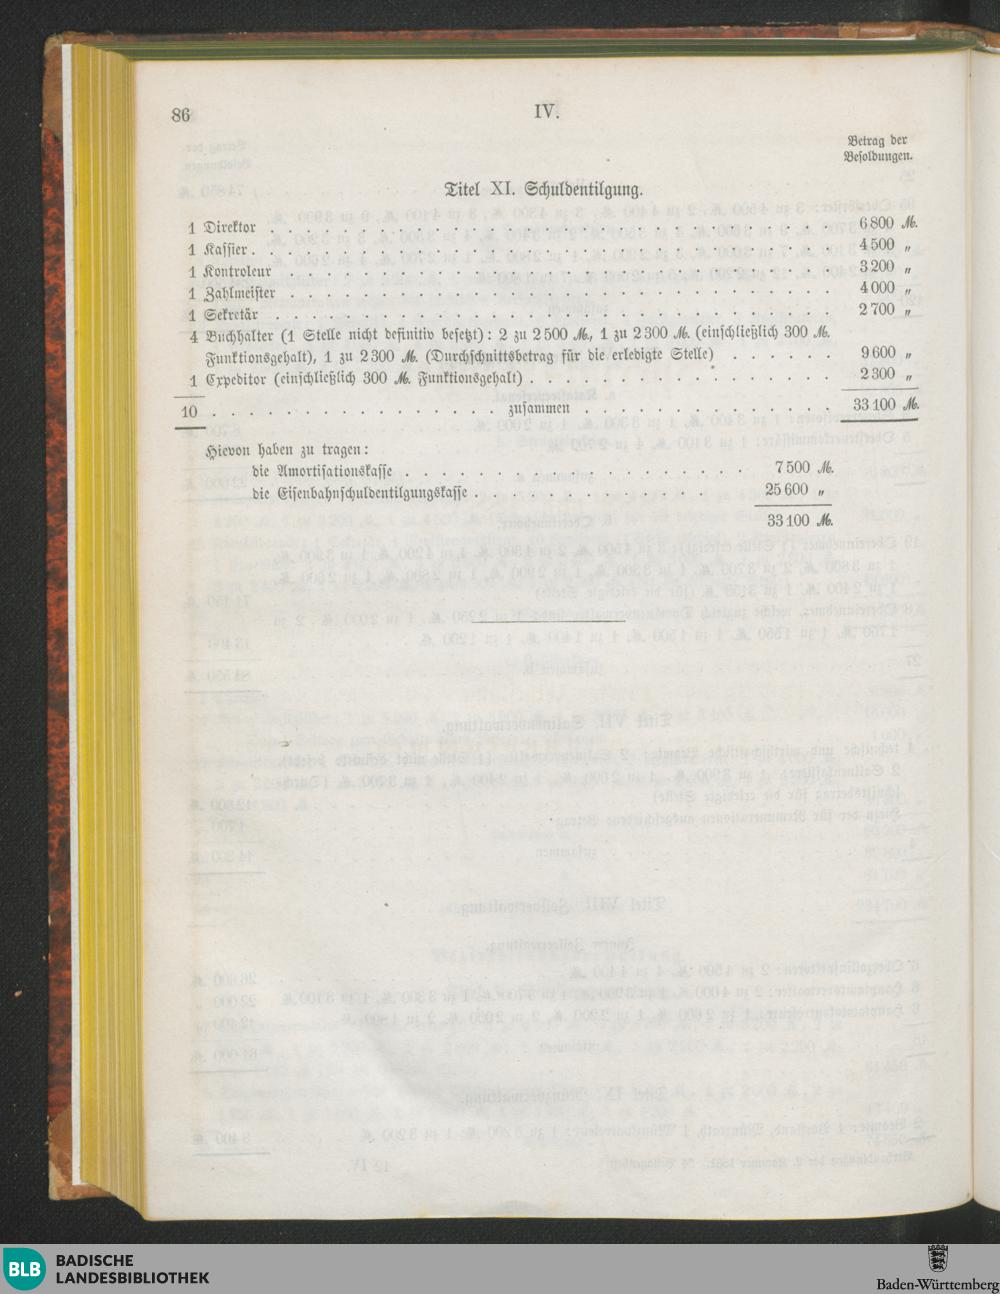 86
IV.
Betrag der
Besoldungen.
Titel XI. Schuldentilgung.
1 Direktor . . . . . . . . . . 6 800 ℳ.
1 Kassier . . . . . . . . . . 4 500 „
1 Kontroleur . . . . . . . . . . 3 200 „
1 Zahlmeister . . . . . . . . . . 4 000 „
1 Sekretär . . . . . . . . . . 2 700 „
4 Buchhalter (1 Stelle nicht definitiv besetzt): 2 zu 2 500 ℳ., 1 zu 2 300 ℳ. (einschließlich 300 ℳ.
Funktionsgehalt), 1 zu 2 300 ℳ. (Durchschnittsbetrag für die erledigte Stelle) . . . . . . 9 600 „
1 Expeditor (einschließlich 300 ℳ. Funktionsgehalt) . . . . . . . . . . 2 300 „
10 . . . . . . . . . . zusammen . . . . . . . . . . 33 100 ℳ.
Hievon haben zu tragen:
die Amortisationskasse . . . . . . . . . . 7 500 ℳ.
die Eisenbahnschuldentilgungskasse . . . . . . . . . . 25 600 „
33 100 ℳ.
BLB BADISCHE
LANDESBIBLIOTHEK
Baden-Württemberg